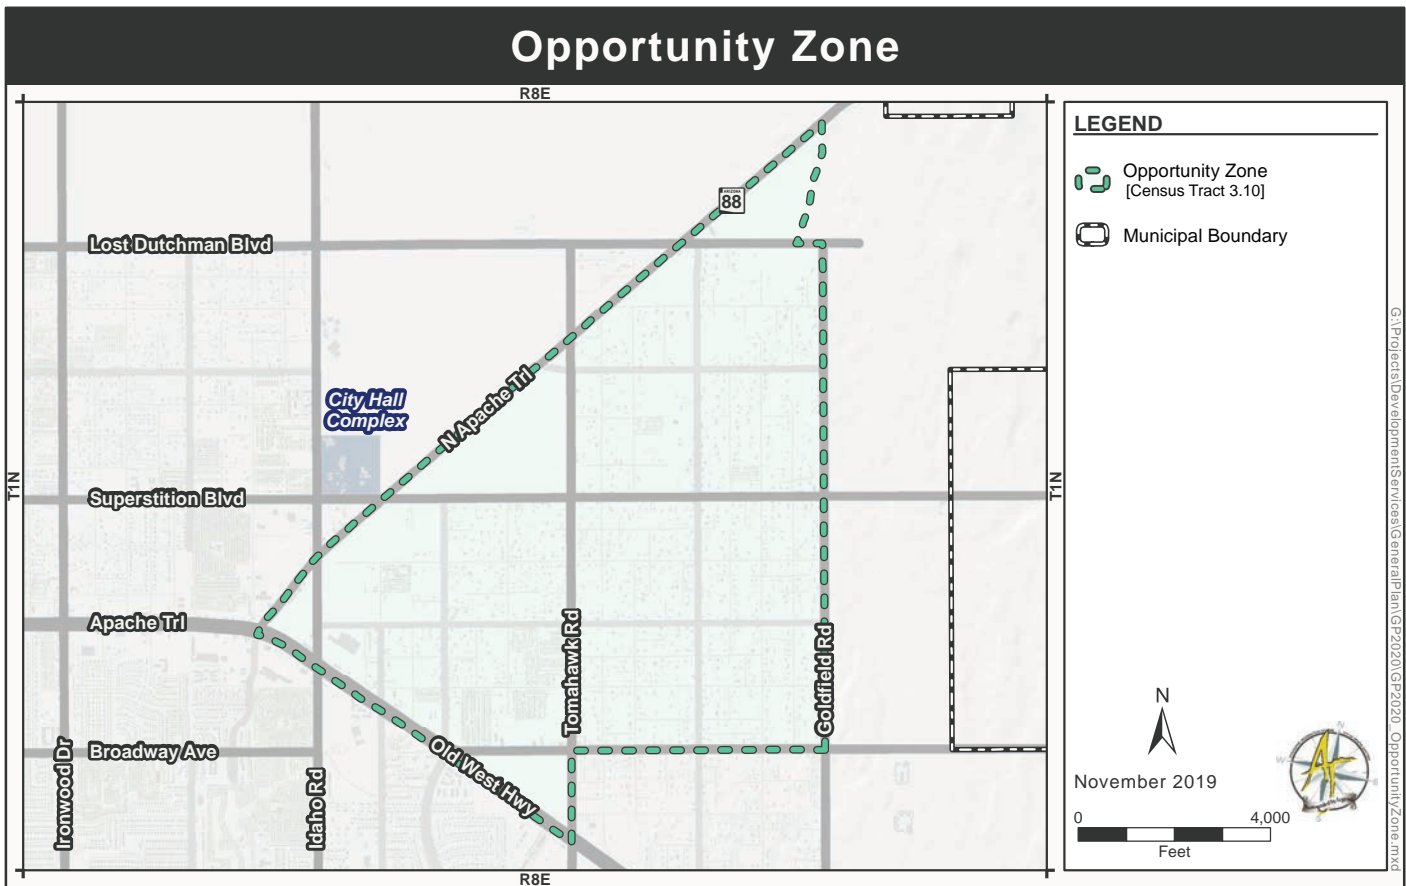 Opportunity Zone
R8E
LEGEND
Opportunity Zone
[Census Tract 3.10]
Municipal Boundary
ARIZONA
88
Lost Dutchman Blvd
N Apache Trl
City Hall
Complex
T1N
T1N
Superstition Blvd
Apache Trl
Tomahawk Rd
Goldfield Rd
Broadway Ave
Old West Hwy
Ironwood Dr
Idaho Rd
R8E
N
November 2019
0 4,000
Feet
N
W
E
S
G:\Projects\DevelopmentServices\GeneralPlan\GP2020\GP2020_OpportunityZone.mxd